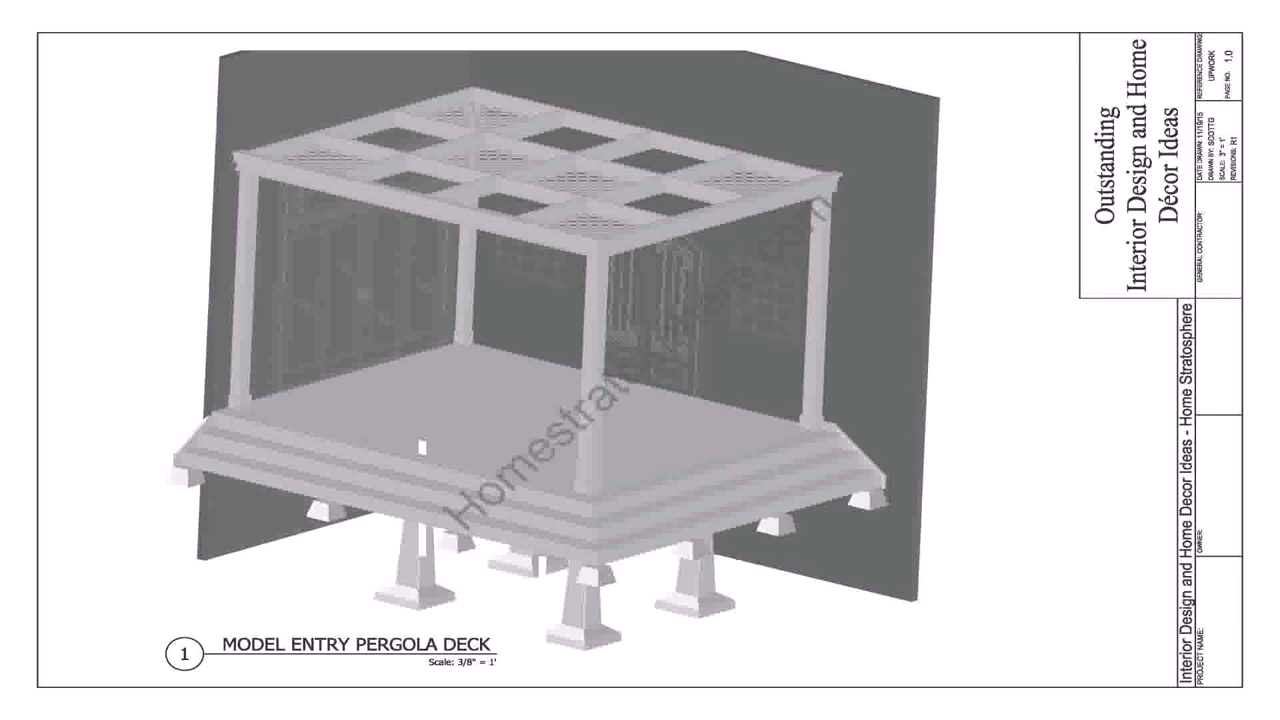 Outstanding
Interior Design and Home
Décor Ideas
REFERENCE DRAWING:
UPWORK
PAGE NO. 1.0
DATE DRAWN: 11/19/15
DRAWN BY: SCOTTG
SCALE: 3" = 1'
REVISIONS: R1
GENERAL CONTRACTOR:
OWNER:
Interior Design and Home Decor Ideas - Home Stratosphere
PROJECT NAME:
1
MODEL ENTRY PERGOLA DECK
Scale: 3/8" = 1'